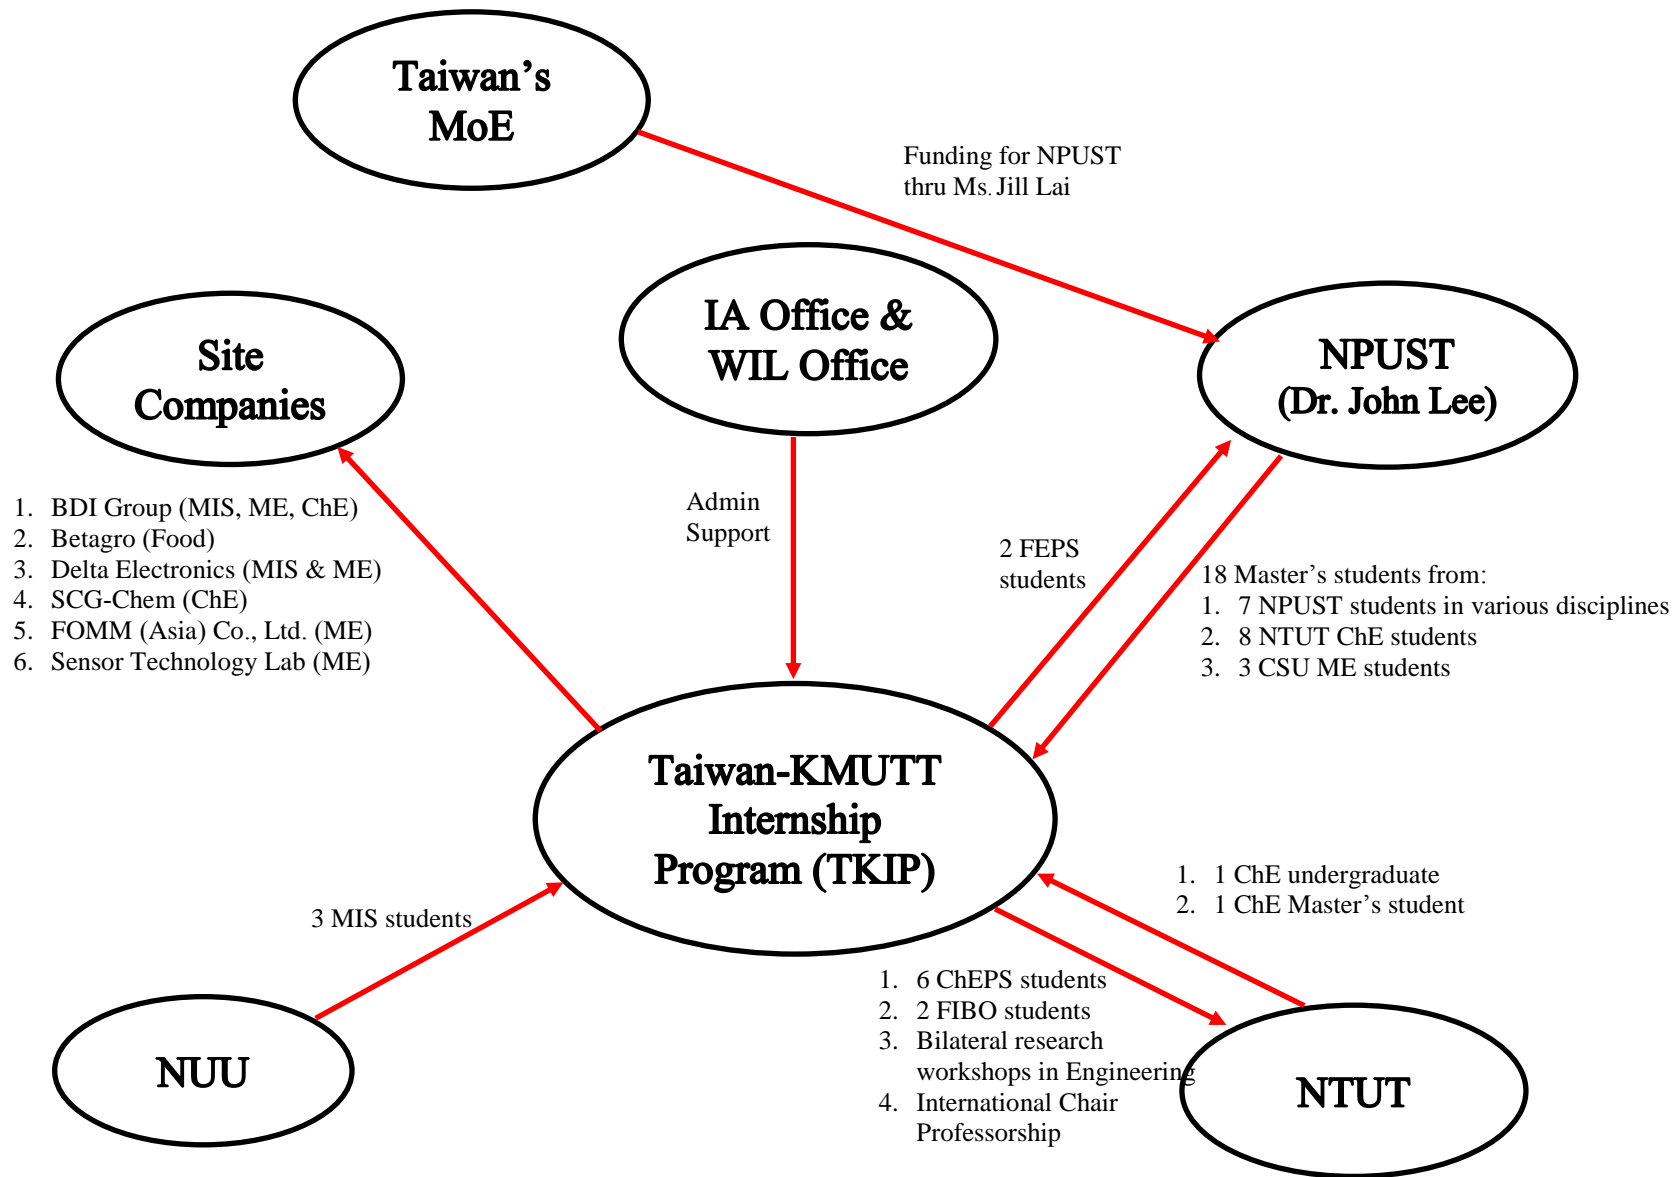 Taiwan’s
MoE
Funding for NPUST
thru Ms. Jill Lai
IA Office &
WIL Office
Site
Companies
NPUST
(Dr. John Lee)
1. BDI Group (MIS, ME, ChE)
2. Betagro (Food)
3. Delta Electronics (MIS & ME)
4. SCG-Chem (ChE)
5. FOMM (Asia) Co., Ltd. (ME)
6. Sensor Technology Lab (ME)
Admin
Support
2 FEPS
students
18 Master’s students from:
1. 7 NPUST students in various disciplines
2. 8 NTUT ChE students
3. 3 CSU ME students
Taiwan-KMUTT
Internship
Program (TKIP)
1. 1 ChE undergraduate
2. 1 ChE Master’s student
3 MIS students
1. 6 ChEPS students
2. 2 FIBO students
3. Bilateral research
workshops in Engineering
4. International Chair
Professorship
NUU
NTUT